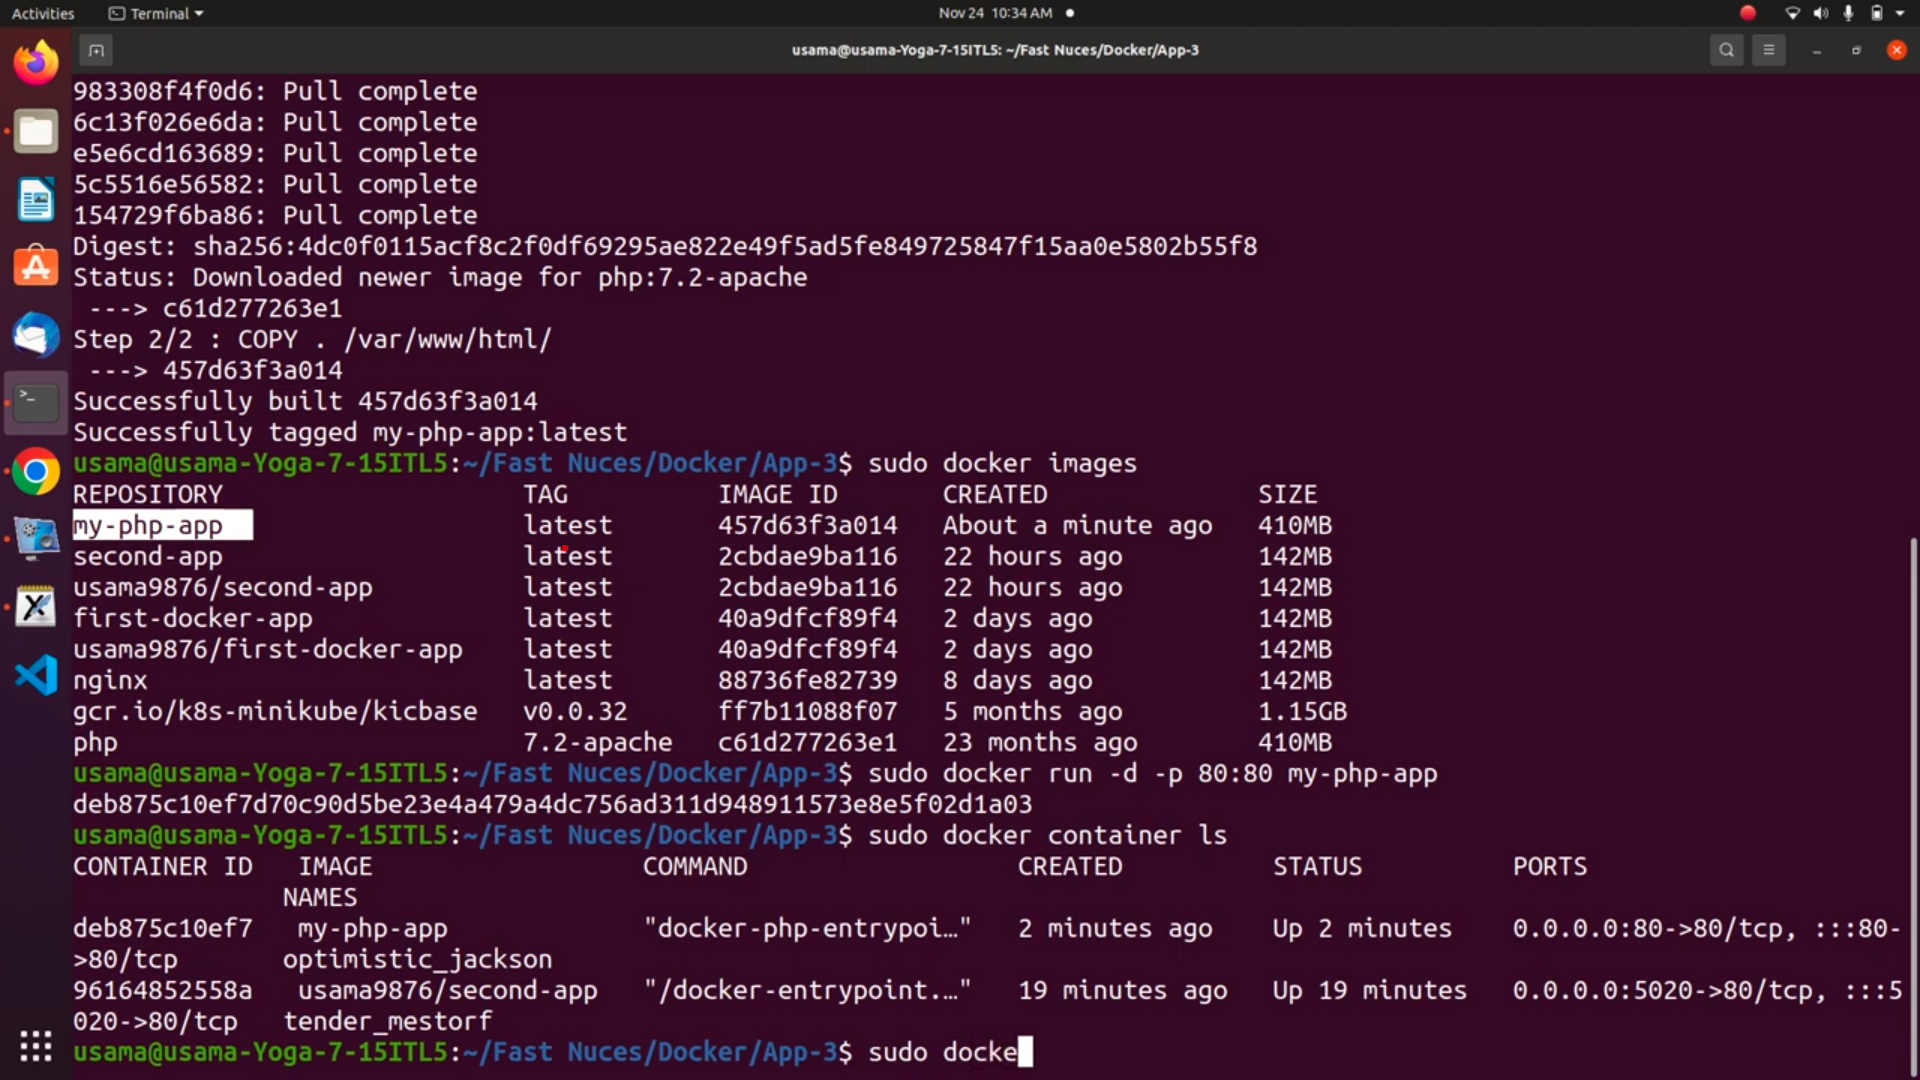 Activities
Terminal
Nov 24 10:34 AM
usama@usama-Yoga-7-15ITL5: ~/Fast Nuces/Docker/App-3
983308f4f0d6: Pull complete
6c13f026e6da: Pull complete
e5e6cd163689: Pull complete
5c5516e56582: Pull complete
154729f6ba86: Pull complete
Digest: sha256:4dc0f0115acf8c2f0df69295ae822e49f5ad5fe849725847f15aa0e5802b55f8
Status: Downloaded newer image for php:7.2-apache
 ---> c61d277263e1
Step 2/2 : COPY . /var/www/html/
 ---> 457d63f3a014
Successfully built 457d63f3a014
Successfully tagged my-php-app:latest
usama@usama-Yoga-7-15ITL5:~/Fast Nuces/Docker/App-3$ sudo docker images
REPOSITORY                    TAG          IMAGE ID       CREATED              SIZE
my-php-app                    latest       457d63f3a014   About a minute ago   410MB
second-app                    latest       2cbdae9ba116   22 hours ago         142MB
usama9876/second-app          latest       2cbdae9ba116   22 hours ago         142MB
first-docker-app              latest       40a9dfcf89f4   2 days ago           142MB
usama9876/first-docker-app    latest       40a9dfcf89f4   2 days ago           142MB
nginx                         latest       88736fe82739   8 days ago           142MB
gcr.io/k8s-minikube/kicbase   v0.0.32      ff7b11088f07   5 months ago         1.15GB
php                           7.2-apache   c61d277263e1   23 months ago        410MB
usama@usama-Yoga-7-15ITL5:~/Fast Nuces/Docker/App-3$ sudo docker run -d -p 80:80 my-php-app
deb875c10ef7d70c90d5be23e4a479a4dc756ad311d948911573e8e5f02d1a03
usama@usama-Yoga-7-15ITL5:~/Fast Nuces/Docker/App-3$ sudo docker container ls
CONTAINER ID   IMAGE                  COMMAND                  CREATED          STATUS          PORTS
              NAMES
deb875c10ef7   my-php-app             "docker-php-entrypoi…"   2 minutes ago    Up 2 minutes    0.0.0.0:80->80/tcp, :::80-
>80/tcp       optimistic_jackson
96164852558a   usama9876/second-app   "/docker-entrypoint.…"   19 minutes ago   Up 19 minutes   0.0.0.0:5020->80/tcp, :::5
020->80/tcp   tender_mestorf
usama@usama-Yoga-7-15ITL5:~/Fast Nuces/Docker/App-3$ sudo docke